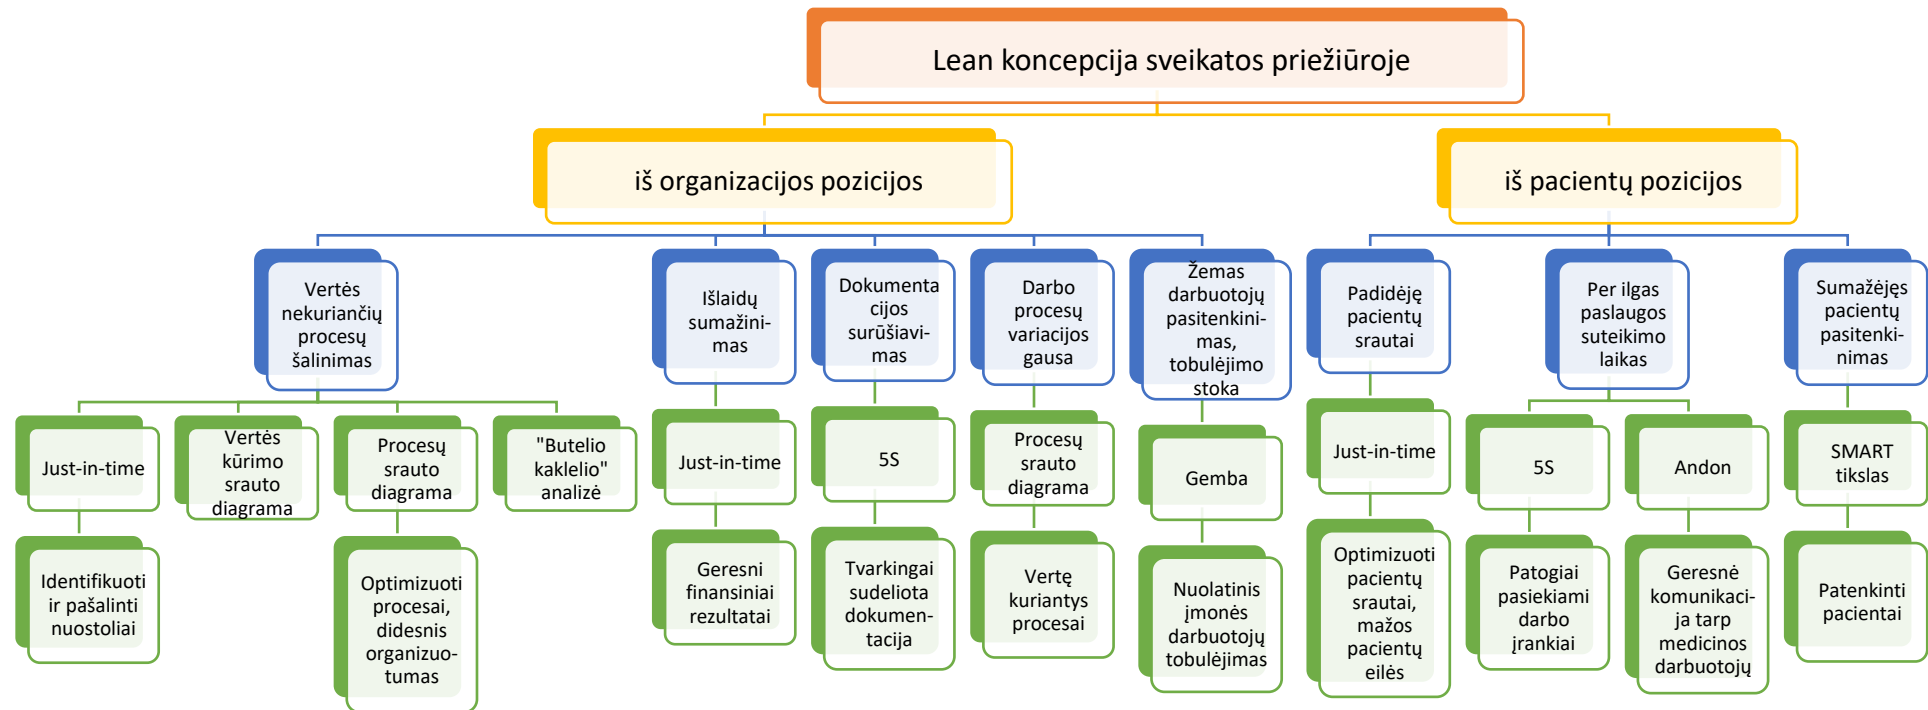 Lean koncepcija sveikatos priežiūroje
iš organizacijos pozicijos
iš pacientų pozicijos
Vertės
nekuriančių
procesų
šalinimas
Išlaidų
sumažini-
mas
Dokumenta
cijos
surūšiavi-
mas
Darbo
procesų
variacijos
gausa
Žemas
darbuotojų
pasitenkini-
mas,
tobulėjimo
stoka
Padidėję
pacientų
srautai
Per ilgas
paslaugos
suteikimo
laikas
Sumažėjęs
pacientų
pasitenki-
nimas
Just-in-time
Vertės
kūrimo
srauto
diagrama
Procesų
srauto
diagrama
"Butelio
kaklelio"
analizė
Just-in-time
5S
Procesų
srauto
diagrama
Gemba
Just-in-time
5S
Andon
SMART
tikslas
Identifikuoti
ir pašalinti
nuostoliai
Optimizuoti
procesai,
didesnis
organizuo-
tumas
Geresni
finansiniai
rezultatai
Tvarkingai
sudeliota
dokumen-
tacija
Vertę
kuriantys
procesai
Nuolatinis
įmonės
darbuotojų
tobulėjimas
Optimizuoti
pacientų
srautai,
mažos
pacientų
eilės
Patogiai
pasiekiami
darbo
įrankiai
Geresnė
komunikaci-
ja tarp
medicinos
darbuotojų
Patenkinti
pacientai